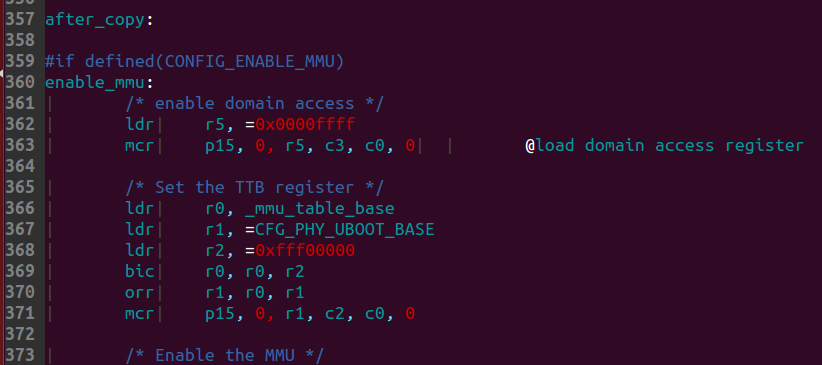 357 after_copy:
358
359 #if defined(CONFIG_ENABLE_MMU)
360 enable_mmu:
361 /* enable domain access */
362 ldr r5, =0x0000ffff
363 mcr p15, 0, r5, c3, c0, 0 @load domain access register
364
365 /* Set the TTB register */
366 ldr r0, _mmu_table_base
367 ldr r1, =CFG_PHY_UBOOT_BASE
368 ldr r2, =0xfff00000
369 bic r0, r0, r2
370 orr r1, r0, r1
371 mcr p15, 0, r1, c2, c0, 0
372
373 /* Enable the MMU */